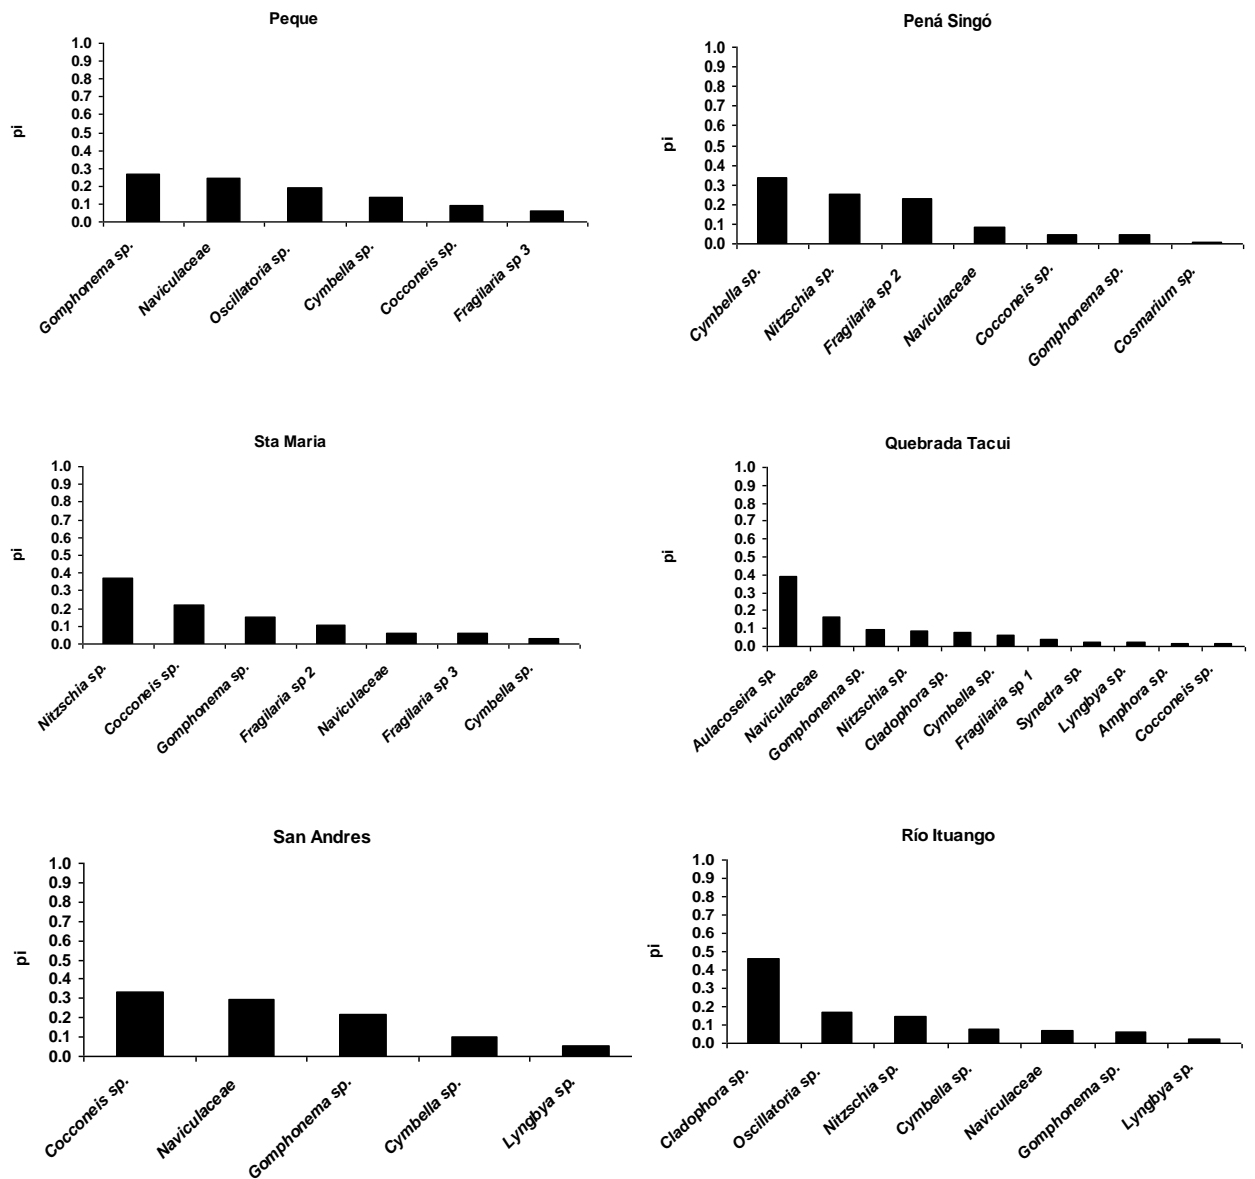 Peque
pi
1.0
0.9
0.8
0.7
0.6
0.5
0.4
0.3
0.2
0.1
0.0
Gomphonema sp.
Naviculaceae
Oscillatoria sp.
Cymbella sp.
Cocconeis sp.
Fragilaria sp 3
Pená Singó
pi
1.0
0.9
0.8
0.7
0.6
0.5
0.4
0.3
0.2
0.1
0.0
Cymbella sp.
Nitzschia sp.
Fragilaria sp 2
Naviculaceae
Cocconeis sp.
Gomphonema sp.
Cosmarium sp.
Sta Maria
pi
1.0
0.9
0.8
0.7
0.6
0.5
0.4
0.3
0.2
0.1
0.0
Nitzschia sp.
Cocconeis sp.
Gomphonema sp.
Fragilaria sp 2
Naviculaceae
Fragilaria sp 3
Cymbella sp.
Quebrada Tacui
pi
1.0
0.9
0.8
0.7
0.6
0.5
0.4
0.3
0.2
0.1
0.0
Aulacoseira sp.
Naviculaceae
Gomphonema sp.
Nitzschia sp.
Cladophora sp.
Cymbella sp.
Fragilaria sp 1
Synedra sp.
Lyngbya sp.
Amphora sp.
Cocconeis sp.
San Andres
pi
1.0
0.9
0.8
0.7
0.6
0.5
0.4
0.3
0.2
0.1
0.0
Cocconeis sp.
Naviculaceae
Gomphonema sp.
Cymbella sp.
Lyngbya sp.
Río Ituango
pi
1.0
0.9
0.8
0.7
0.6
0.5
0.4
0.3
0.2
0.1
0.0
Cladophora sp.
Oscillatoria sp.
Nitzschia sp.
Cymbella sp.
Naviculaceae
Gomphonema sp.
Lyngbya sp.